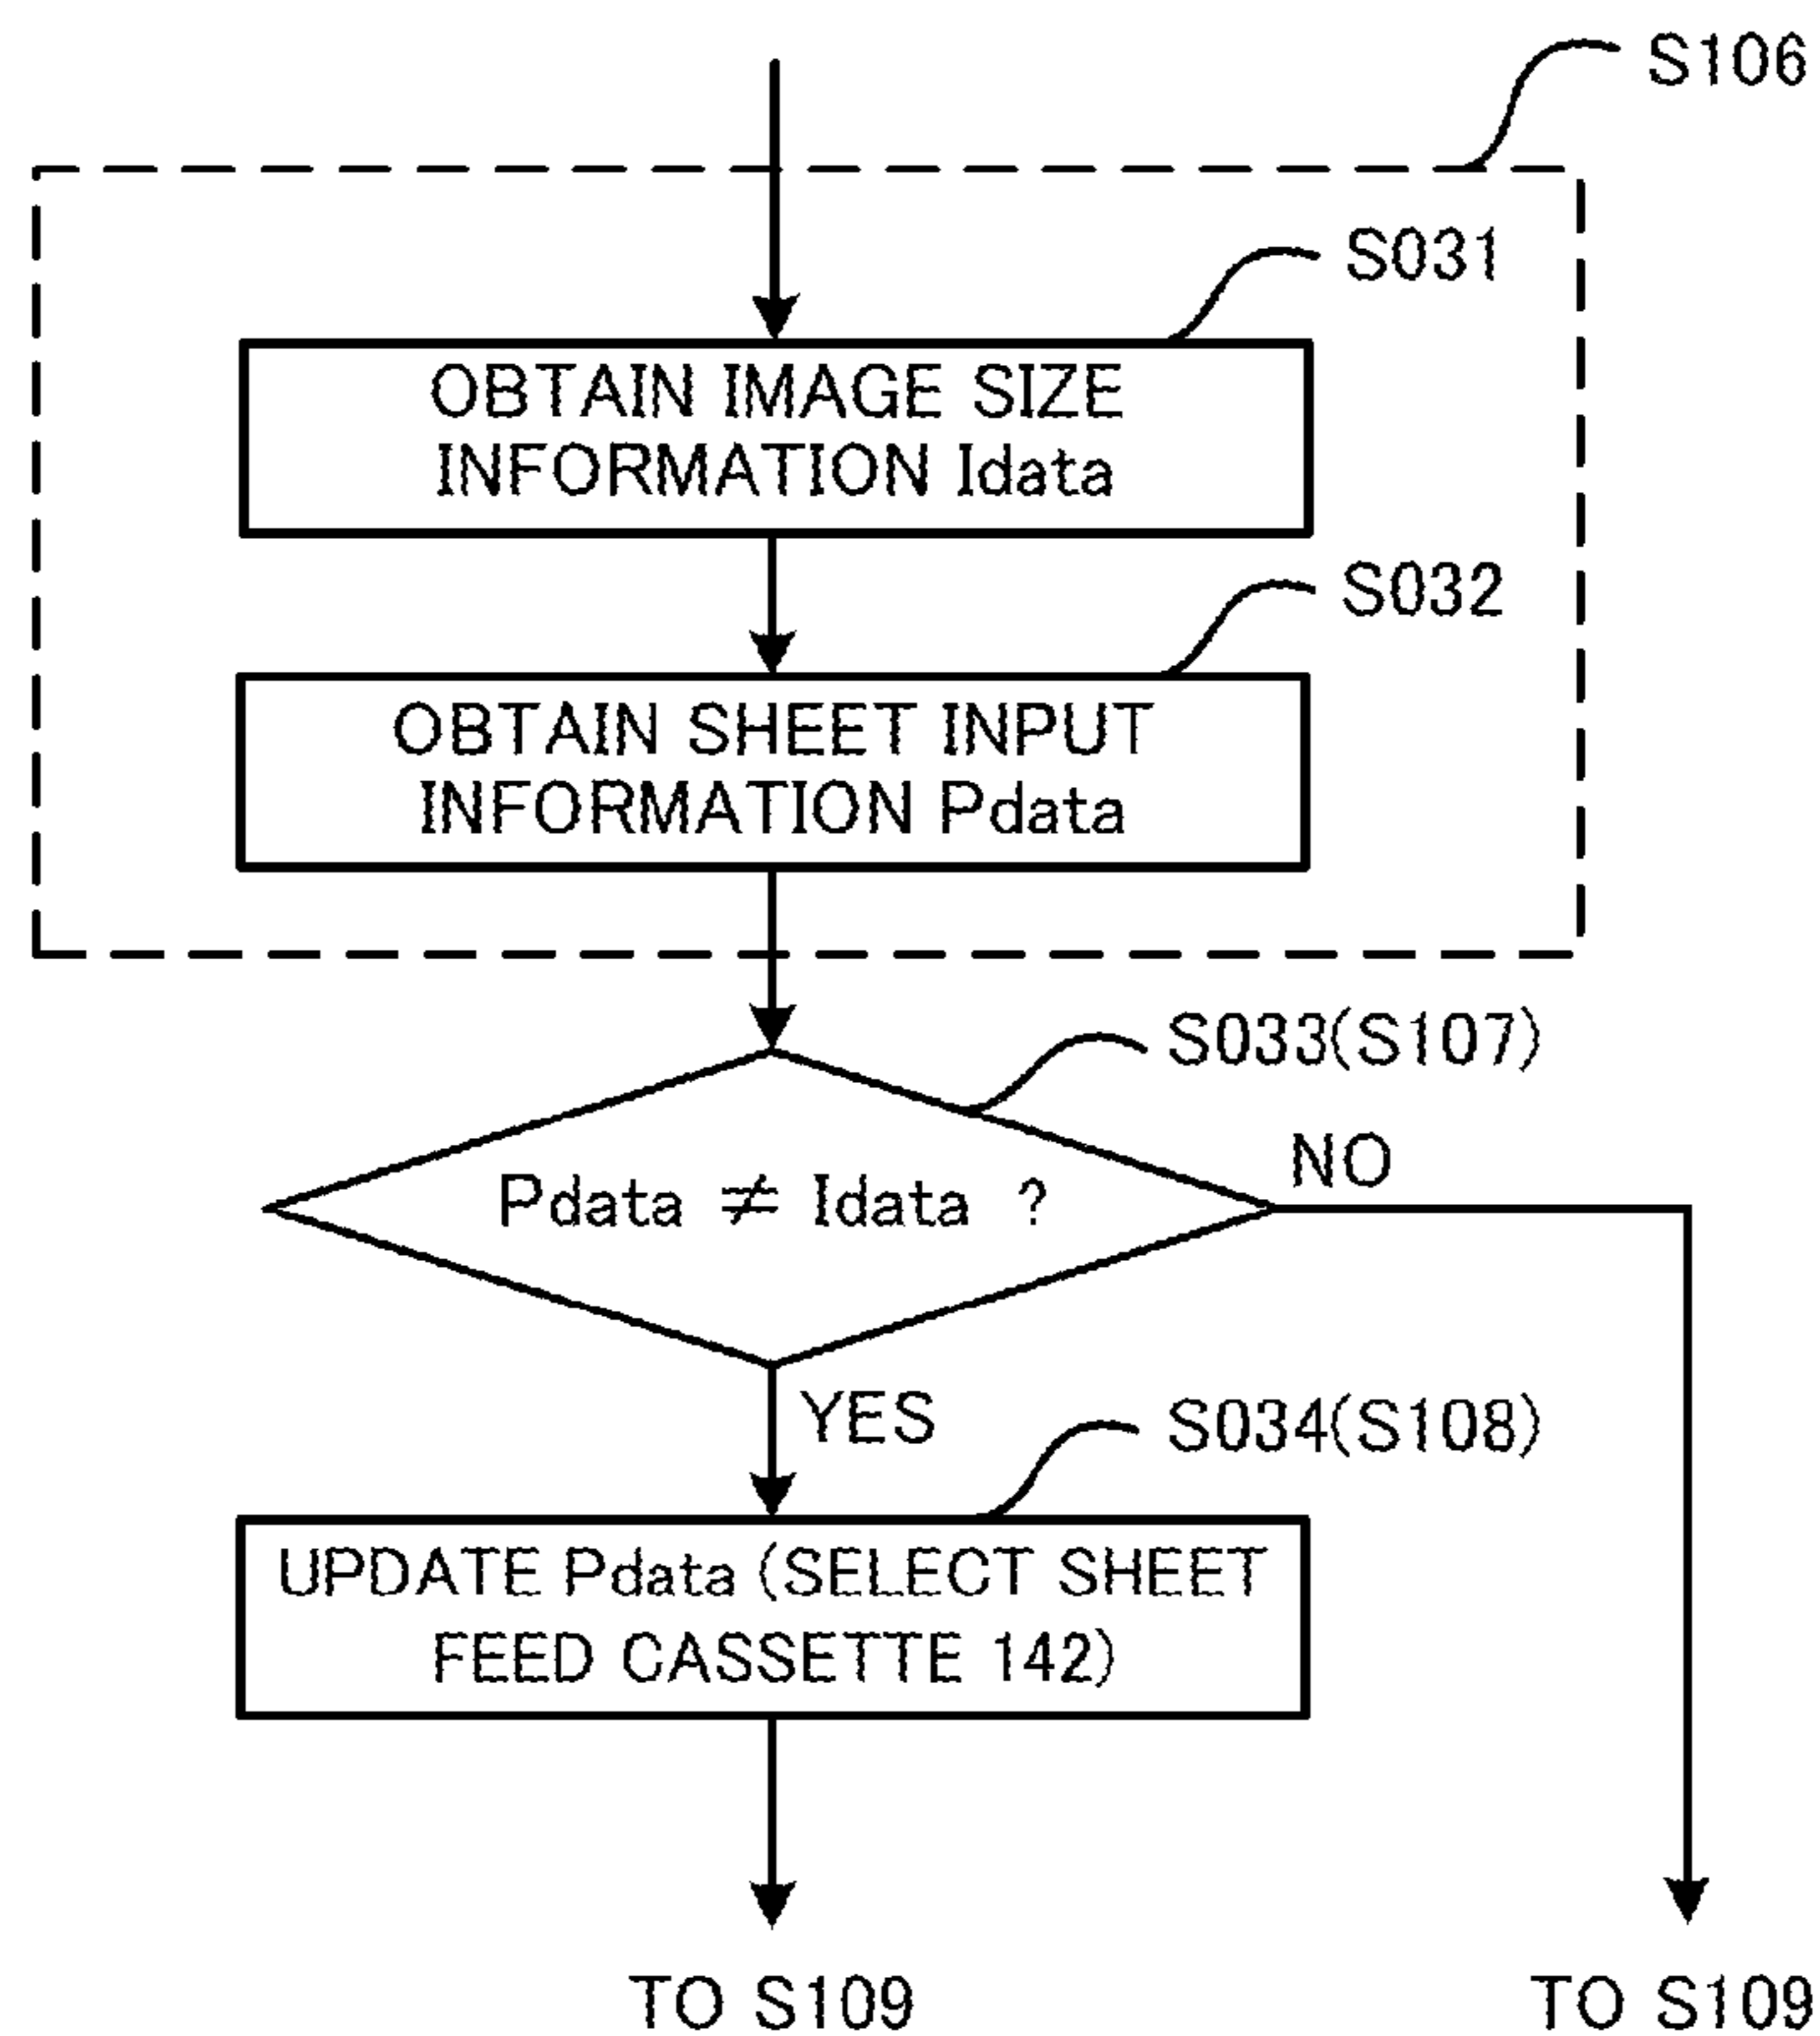 S106
S031
OBTAIN IMAGE SIZE
INFORMATION Idata
S032
OBTAIN SHEET INPUT
INFORMATION Pdata
S033(S107)
NO
Pdata ≠ Idata ?
YES
S034(S108)
UPDATE Pdata (SELECT SHEET
FEED CASSETTE 142)
TO S109
TO S109